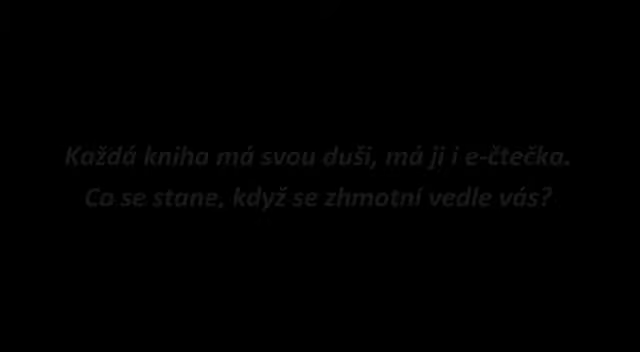 Každá kniha má svou duši, má ji i e-čtečka.
Co se stane, když se zhmotní vedle vás?